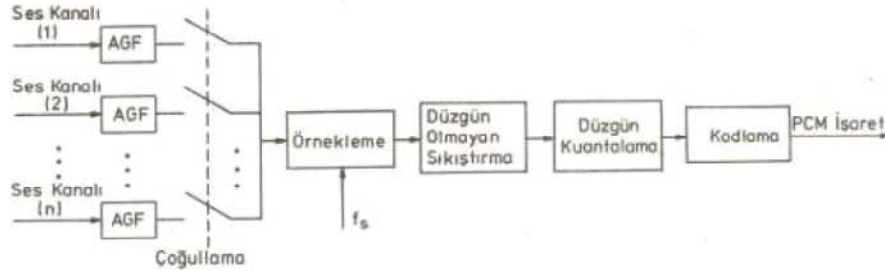 Ses Kanalı
(1)
AGF
Ses Kanalı
(2)
AGF
Ses Kanalı
(n)
AGF
Çoğullama
Örnekleme
fs
Düzgün
Olmayan
Sıkıştırma
Düzgün
Kuantalama
Kodlama
PCM İşaret